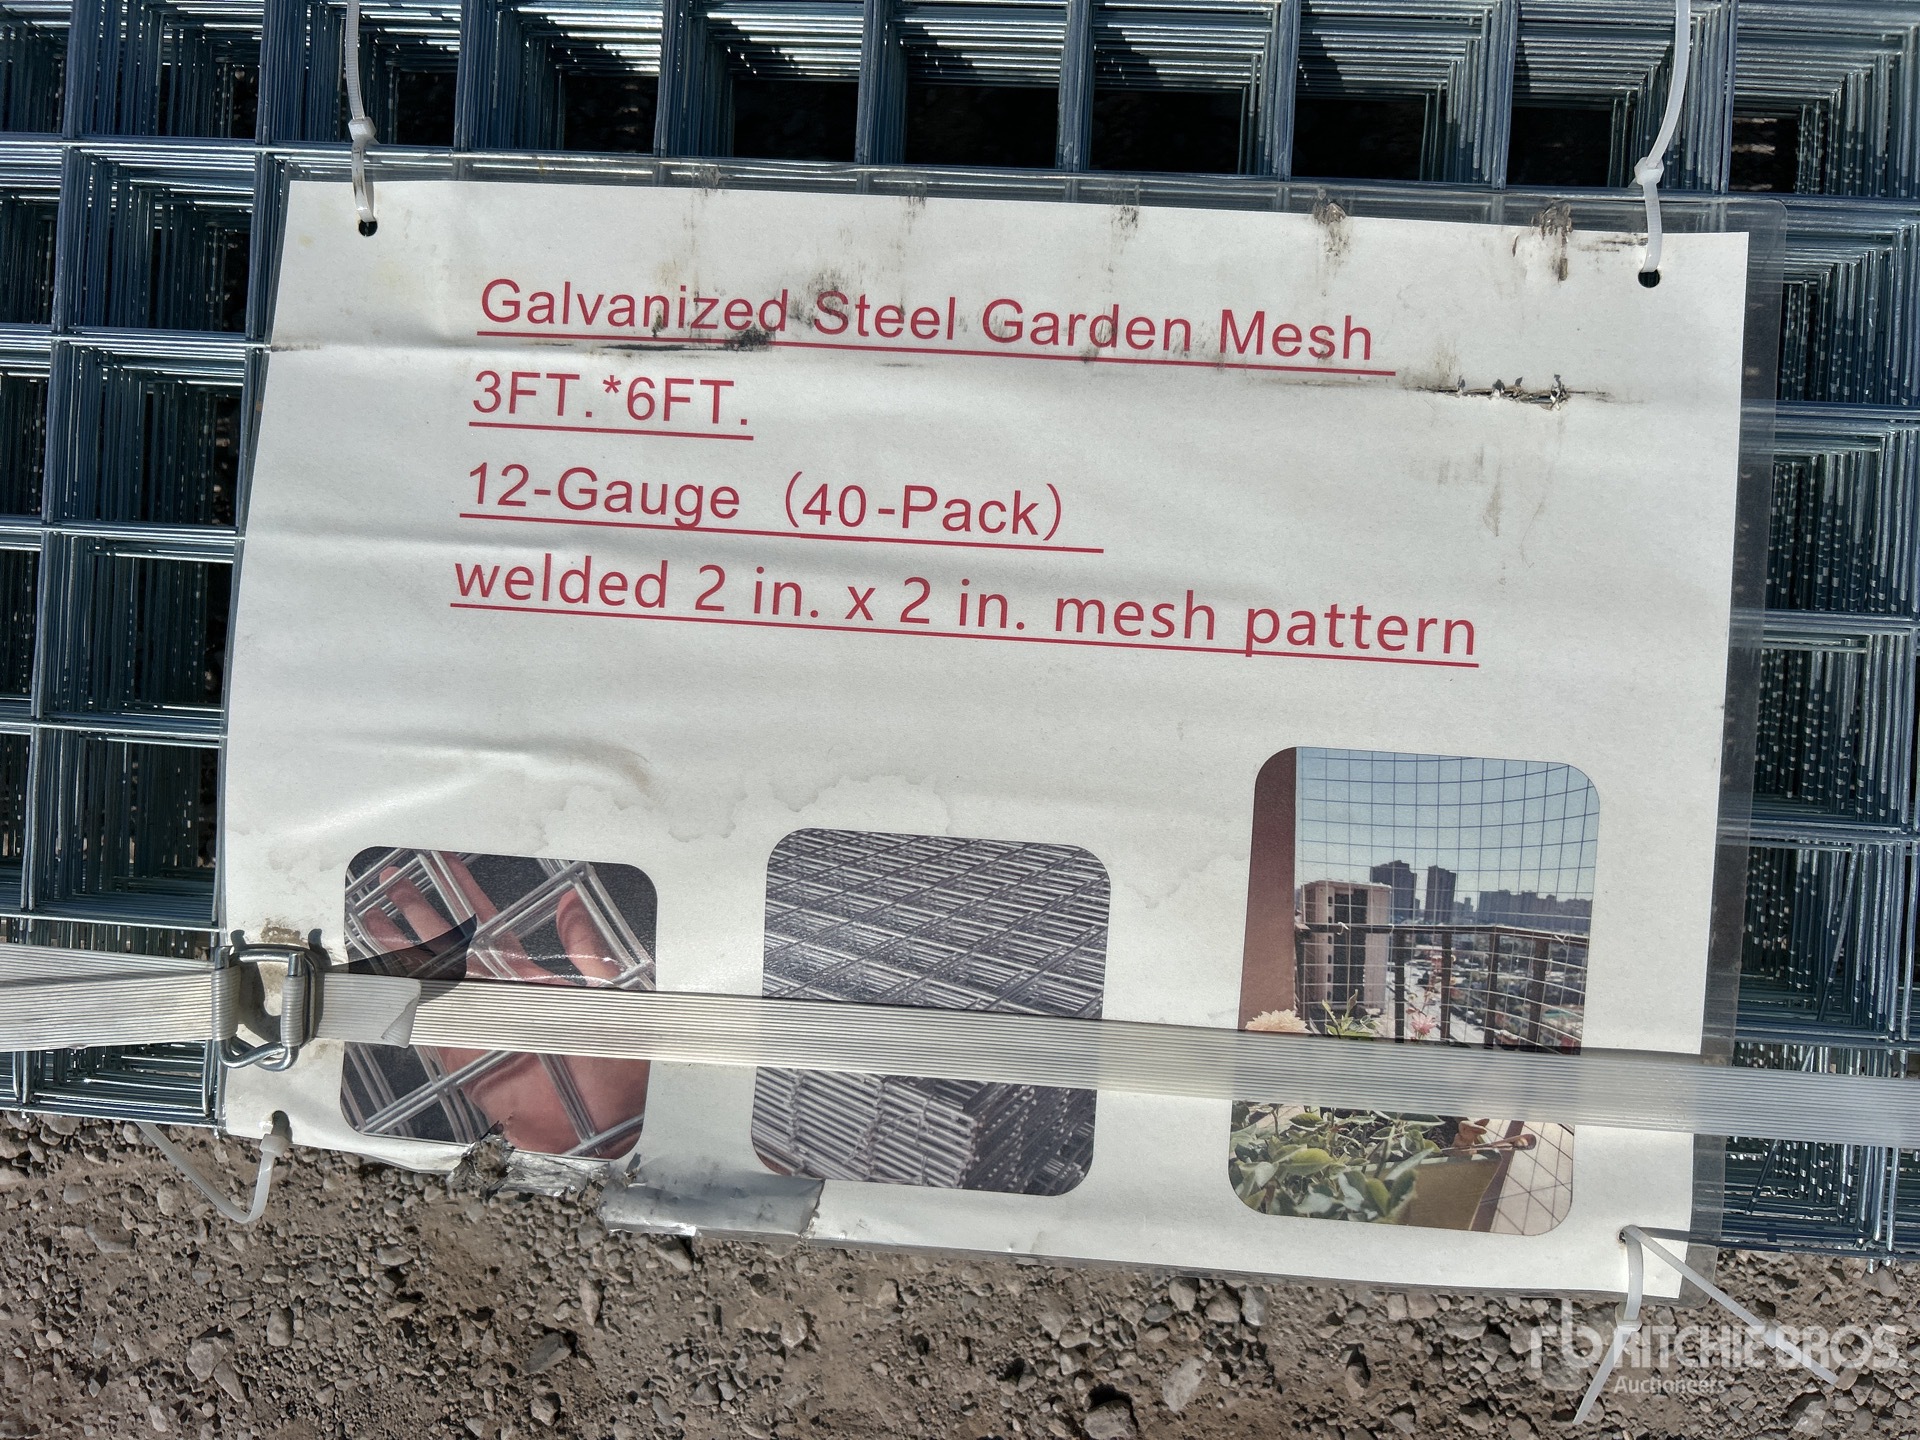 Galvanized Steel Garden Mesh
3FT.*6FT.
12-Gauge（40-Pack）
welded 2 in. x 2 in. mesh pattern
rb RITCHIE BROS.
Auctioneers